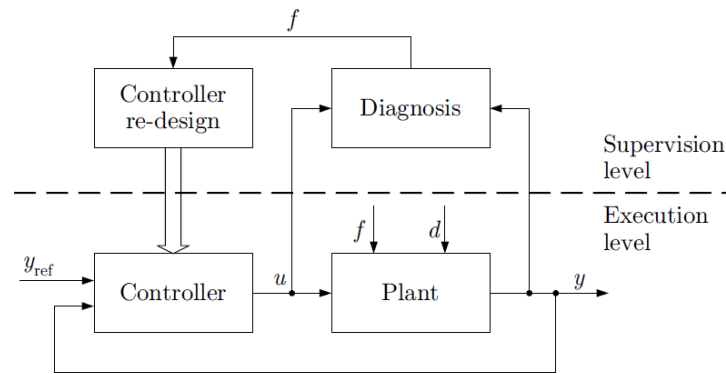 f
Controller
re-design
Diagnosis
Supervision
level
Execution
level
f
d
y_ref
Controller
u
Plant
y